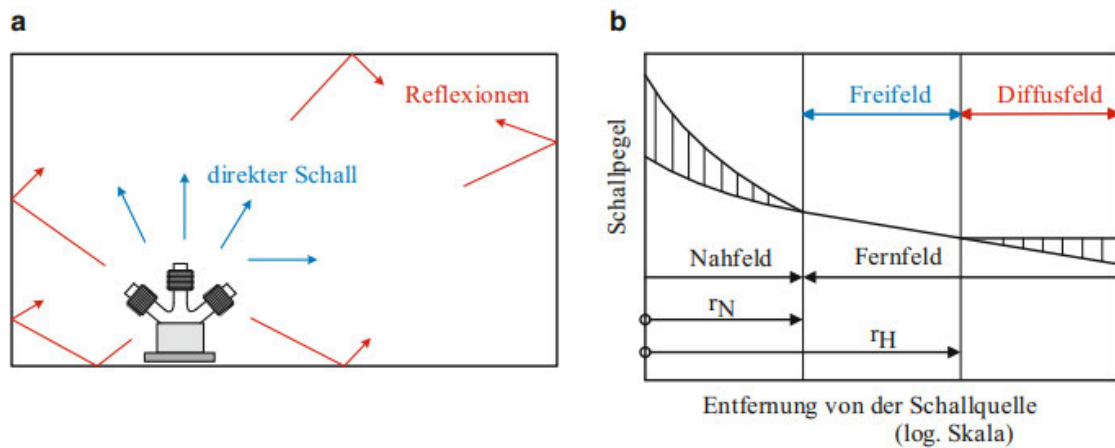 a
Reflexionen
direkter Schall
b
Schallpegel
Freifeld
Diffusfeld
Nahfeld
Fernfeld
rN
rH
Entfernung von der Schallquelle
(log. Skala)